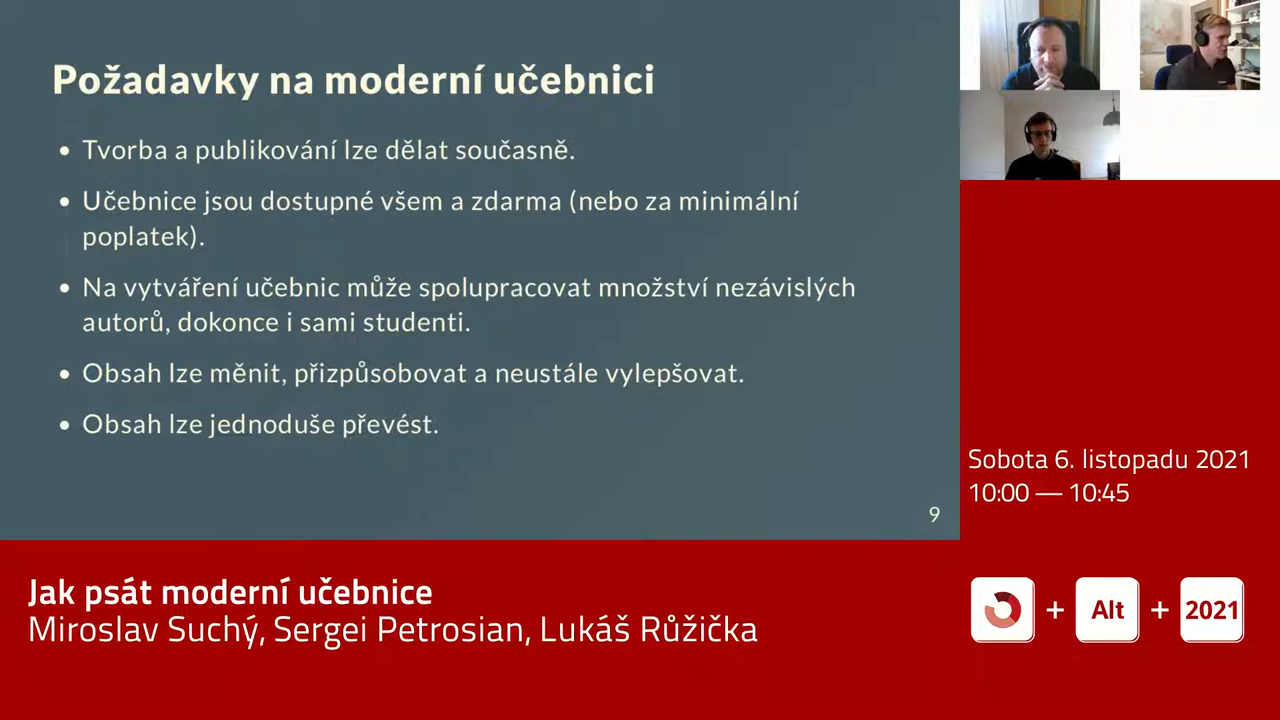 Požadavky na moderní učebnici
• Tvorba a publikování lze dělat současně.
• Učebnice jsou dostupné všem a zdarma (nebo za minimální
poplatek).
• Na vytváření učebnic může spolupracovat množství nezávislých
autorů, dokonce i sami studenti.
• Obsah lze měnit, přizpůsobovat a neustále vylepšovat.
• Obsah lze jednoduše převést.
9
Sobota 6. listopadu 2021
10:00 — 10:45
Jak psát moderní učebnice
Miroslav Suchý, Sergei Petrosian, Lukáš Růžička
+ Alt + 2021